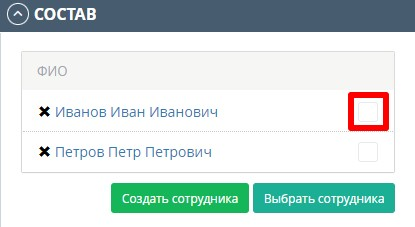 СОСТАВ
ФИО
✖ Иванов Иван Иванович
✖ Петров Петр Петрович
Создать сотрудника Выбрать сотрудника